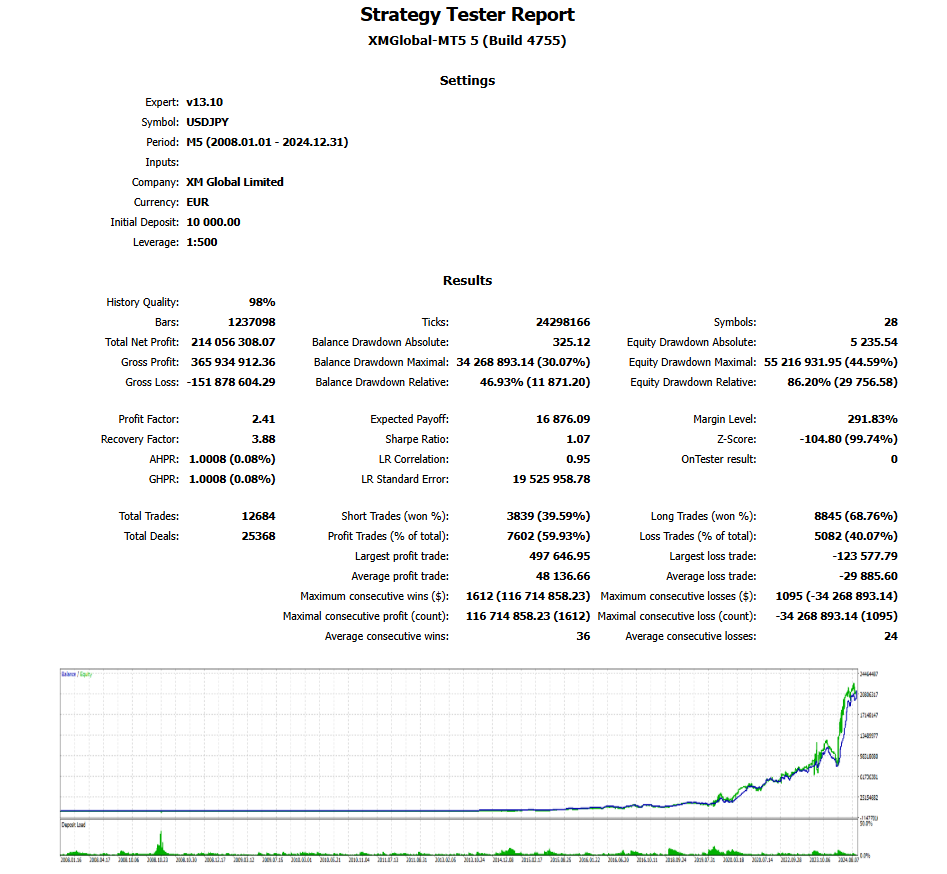 Strategy Tester Report
XMGlobal-MT5 5 (Build 4755)
Settings
Expert: v13.10
Symbol: USDJPY
Period: M5 (2008.01.01 - 2024.12.31)
Inputs:
Company: XM Global Limited
Currency: EUR
Initial Deposit: 10 000.00
Leverage: 1:500
Results
History Quality: 98%
Bars: 1237098 Ticks: 24298166 Symbols: 28
Total Net Profit: 214 056 308.07 Balance Drawdown Absolute: 325.12 Equity Drawdown Absolute: 5 235.54
Gross Profit: 365 934 912.36 Balance Drawdown Maximal: 34 268 893.14 (30.07%) Equity Drawdown Maximal: 55 216 931.95 (44.59%)
Gross Loss: -151 878 604.29 Balance Drawdown Relative: 46.93% (11 871.20) Equity Drawdown Relative: 86.20% (29 756.58)
Profit Factor: 2.41 Expected Payoff: 16 876.09 Margin Level: 291.83%
Recovery Factor: 3.88 Sharpe Ratio: 1.07 Z-Score: -104.80 (99.74%)
AHPR: 1.0008 (0.08%) LR Correlation: 0.95 OnTester result: 0
GHPR: 1.0008 (0.08%) LR Standard Error: 19 525 958.78
Total Trades: 12684 Short Trades (won %): 3839 (39.59%) Long Trades (won %): 8845 (68.76%)
Total Deals: 25368 Profit Trades (% of total): 7602 (59.93%) Loss Trades (% of total): 5082 (40.07%)
Largest profit trade: 497 646.95 Largest loss trade: -123 577.79
Average profit trade: 48 136.66 Average loss trade: -29 885.60
Maximum consecutive wins ($): 1612 (116 714 858.23) Maximum consecutive losses ($): 1095 (-34 268 893.14)
Maximal consecutive profit (count): 116 714 858.23 (1612) Maximal consecutive loss (count): -34 268 893.14 (1095)
Average consecutive wins: 36 Average consecutive losses: 24
Balance / Equity
Deposit Load
50.0%
0.0%